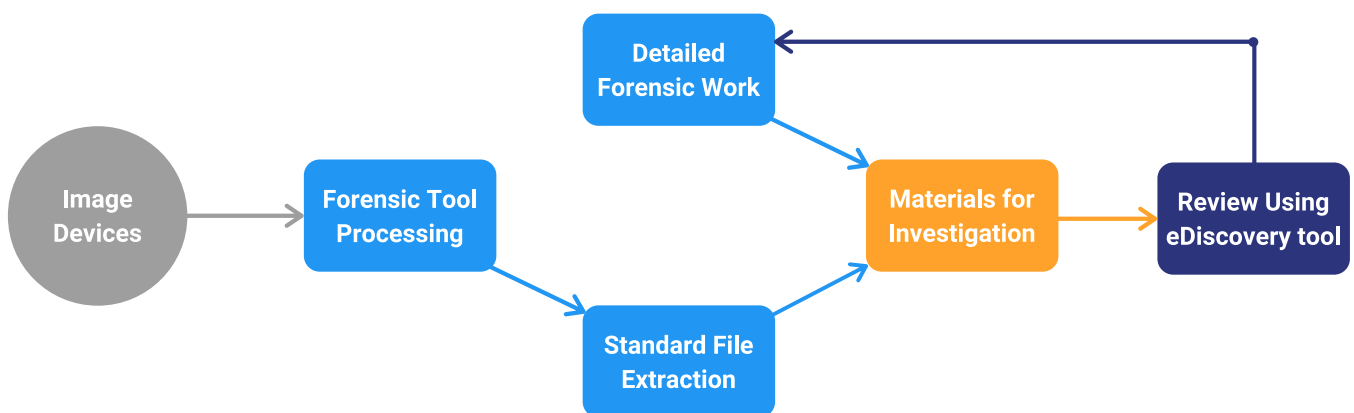 Image
Devices
Forensic Tool
Processing
Detailed
Forensic Work
Standard File
Extraction
Materials for
Investigation
Review Using
eDiscovery tool